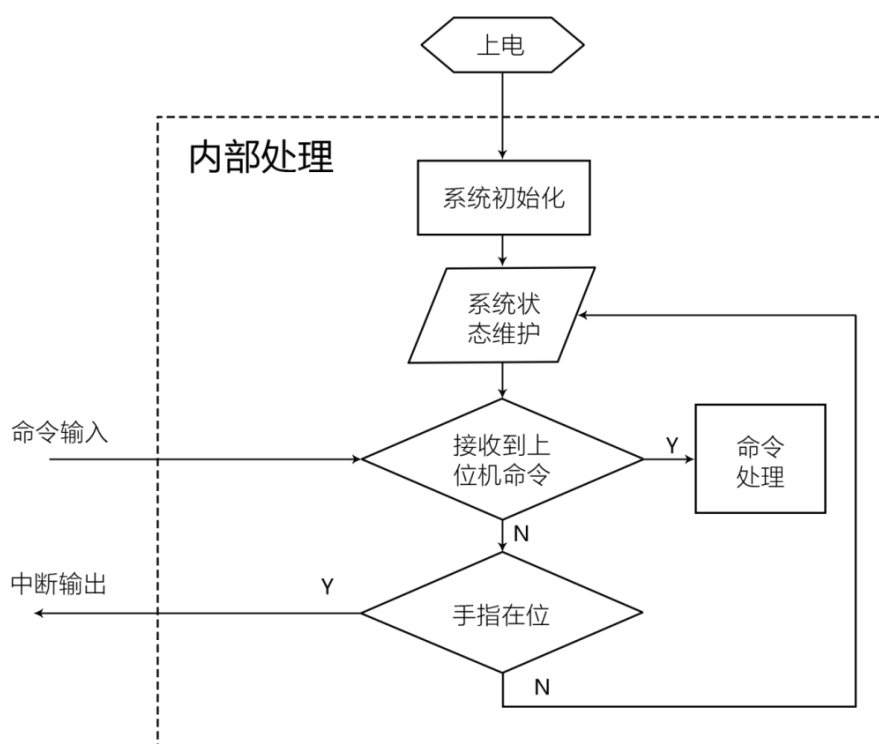 上电
内部处理
系统初始化
系统状
态维护
命令输入
接收到上
位机命令
Y
命令
处理
N
中断输出
Y
手指在位
N